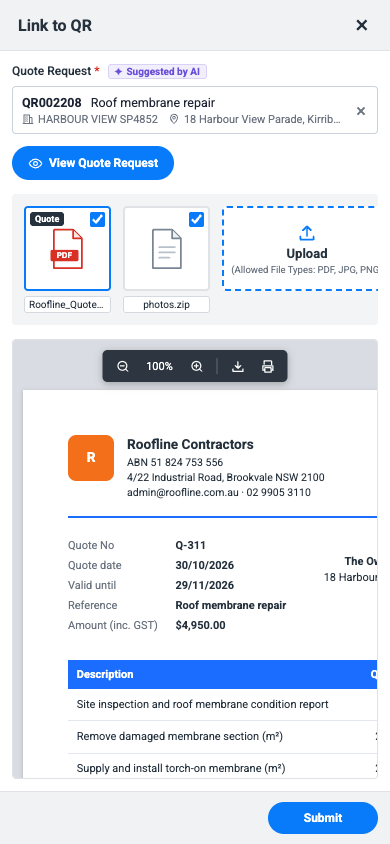 Link to QR
Quote Request *
Suggested by AI
QR002208 Roof membrane repair
HARBOUR VIEW SP4852 18 Harbour View Parade, Kirrib...
View Quote Request
Quote
PDF
Roofline_Quote...
photos.zip
Upload
(Allowed File Types: PDF, JPG, PNG
100%
R
Roofline Contractors
ABN 51 824 753 556
4/22 Industrial Road, Brookvale NSW 2100
admin@roofline.com.au · 02 9905 3110
Quote No Q-311
Quote date 30/10/2026
Valid until 29/11/2026
Reference Roof membrane repair
Amount (inc. GST) $4,950.00
The Ow
18 Harbour
Description Q
Site inspection and roof membrane condition report
Remove damaged membrane section (m²)
Supply and install torch-on membrane (m²)
Submit